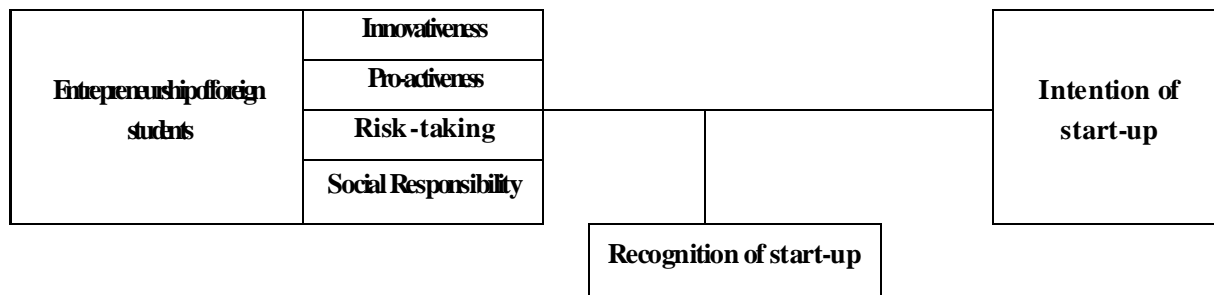 Innovativeness
Entrepreneurship of foreign
students
Pro-activeness
Risk-taking
Social Responsibility
Intention of
start-up
Recognition of start-up